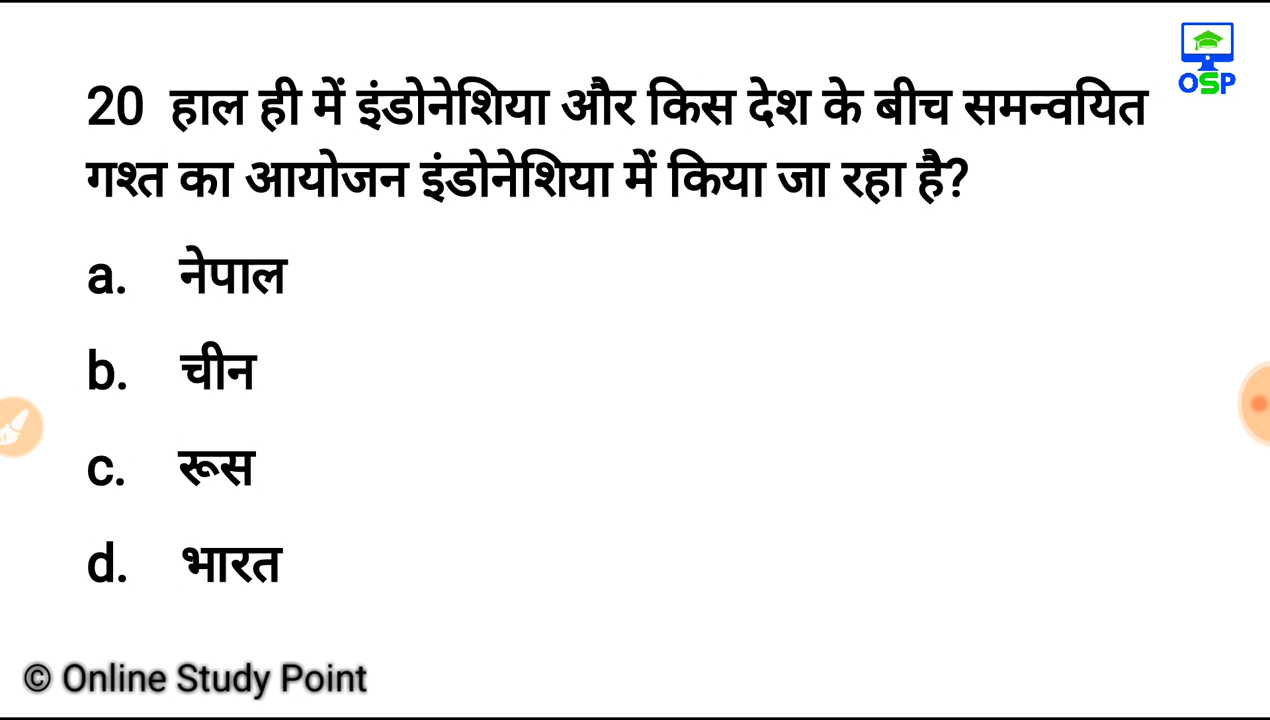 OSP
20 हाल ही में इंडोनेशिया और किस देश के बीच समन्वयित
गश्त का आयोजन इंडोनेशिया में किया जा रहा है?
a. नेपाल
b. चीन
c. रूस
d. भारत
© Online Study Point